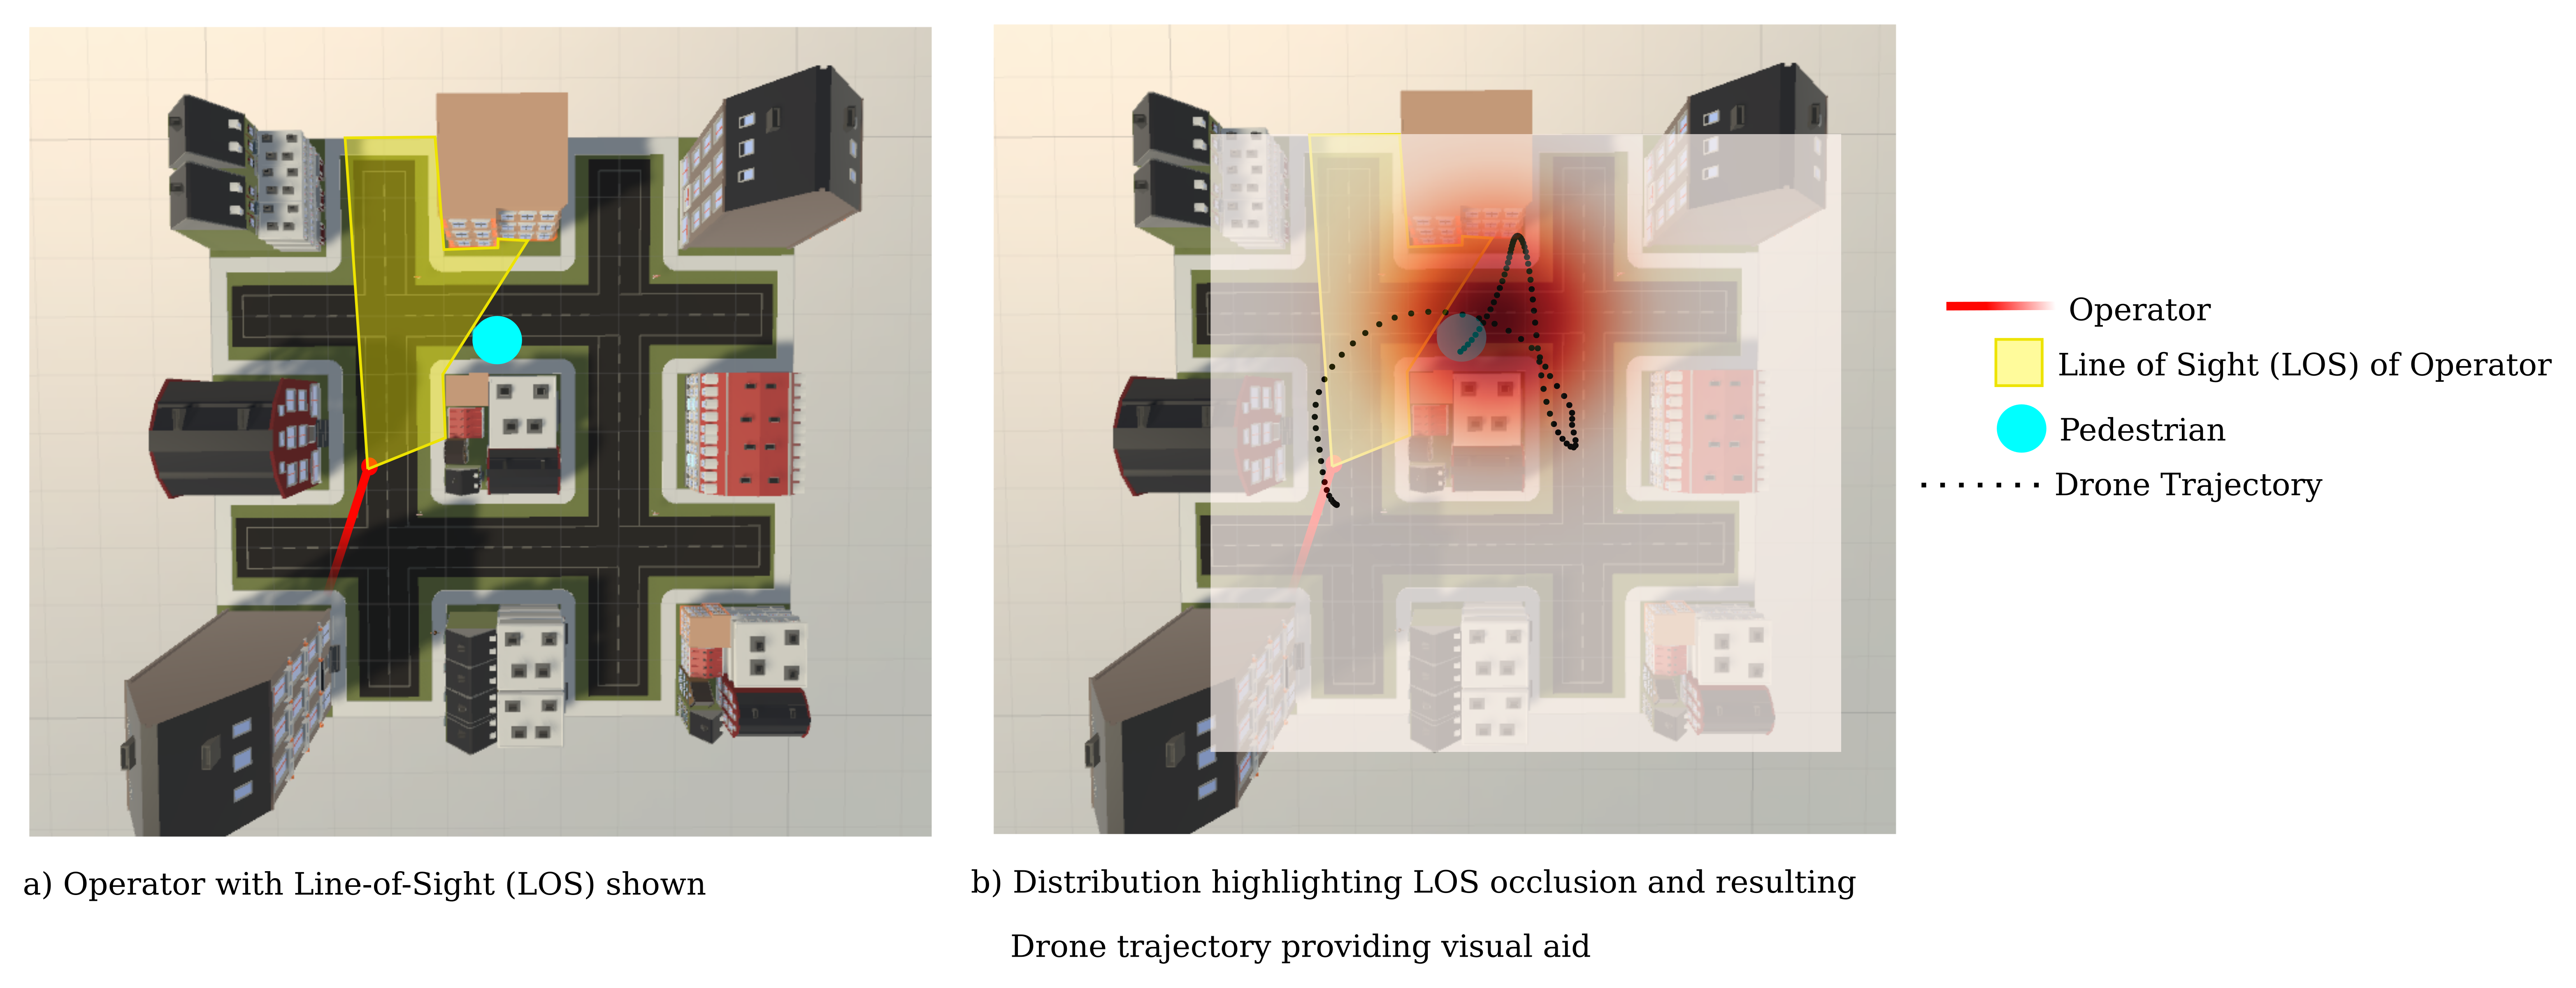 Operator
Line of Sight (LOS) of Operator
Pedestrian
Drone Trajectory
a) Operator with Line-of-Sight (LOS) shown
b) Distribution highlighting LOS occlusion and resulting
Drone trajectory providing visual aid